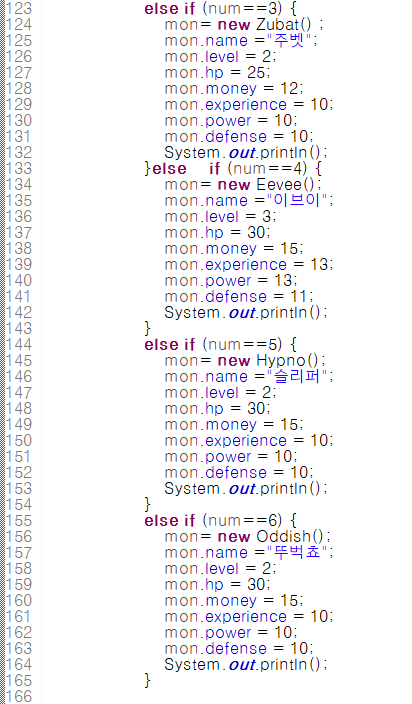 123 else if (num==3) {
124 mon= new Zubat() ;
125 mon.name ="주벳";
126 mon.level = 2;
127 mon.hp = 25;
128 mon.money = 12;
129 mon.experience = 10;
130 mon.power = 10;
131 mon.defense = 10;
132 System.out.println();
133 }else if (num==4) {
134 mon= new Eevee();
135 mon.name ="이브이";
136 mon.level = 3;
137 mon.hp = 30;
138 mon.money = 15;
139 mon.experience = 13;
140 mon.power = 13;
141 mon.defense = 11;
142 System.out.println();
143 }
144 else if (num==5) {
145 mon= new Hypno();
146 mon.name ="슬리퍼";
147 mon.level = 2;
148 mon.hp = 30;
149 mon.money = 15;
150 mon.experience = 10;
151 mon.power = 10;
152 mon.defense = 10;
153 System.out.println();
154 }
155 else if (num==6) {
156 mon= new Oddish();
157 mon.name ="뚜벅쵸";
158 mon.level = 2;
159 mon.hp = 30;
160 mon.money = 15;
161 mon.experience = 10;
162 mon.power = 10;
163 mon.defense = 10;
164 System.out.println();
165 }
166